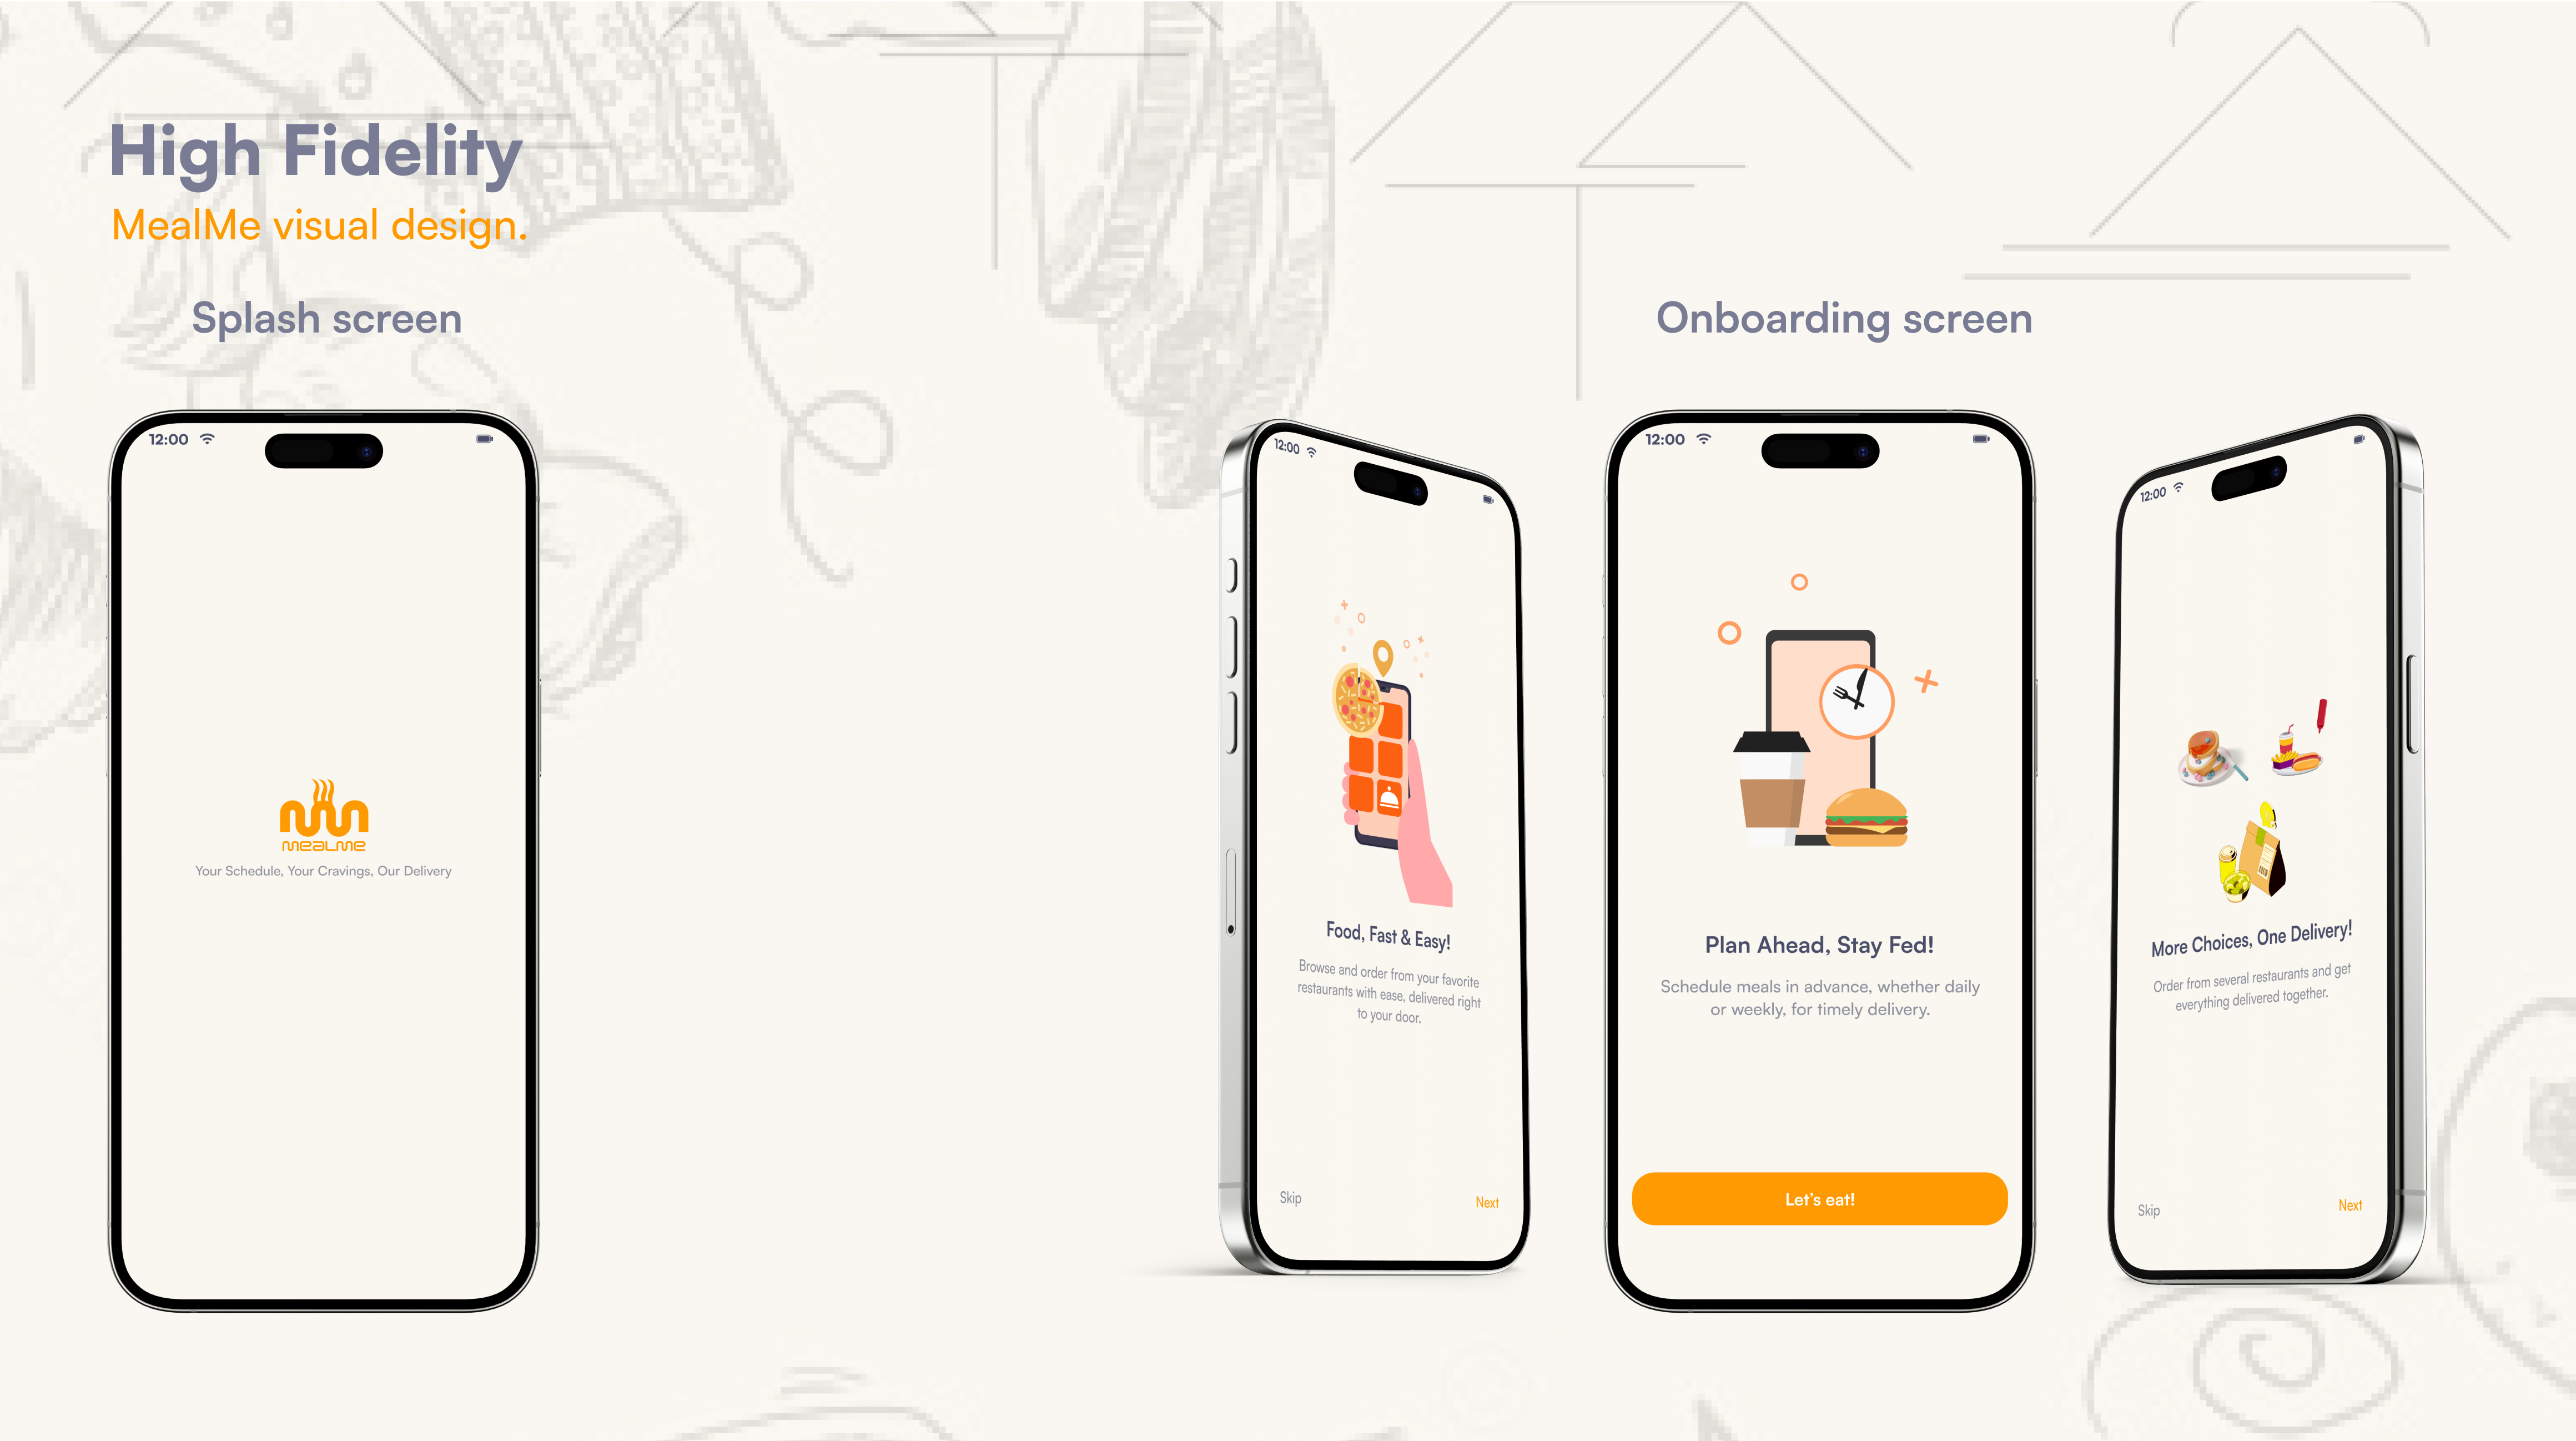 High Fidelity
MealMe visual design.
Splash screen
12:00
mealme
Your Schedule, Your Cravings, Our Delivery
Onboarding screen
12:00
Food, Fast & Easy!
Browse and order from your favorite
restaurants with ease, delivered right
to your door.
Skip
Next
12:00
Plan Ahead, Stay Fed!
Schedule meals in advance, whether daily
or weekly, for timely delivery.
Let's eat!
12:00
More Choices, One Delivery!
Order from several restaurants and get
everything delivered together.
Skip
Next